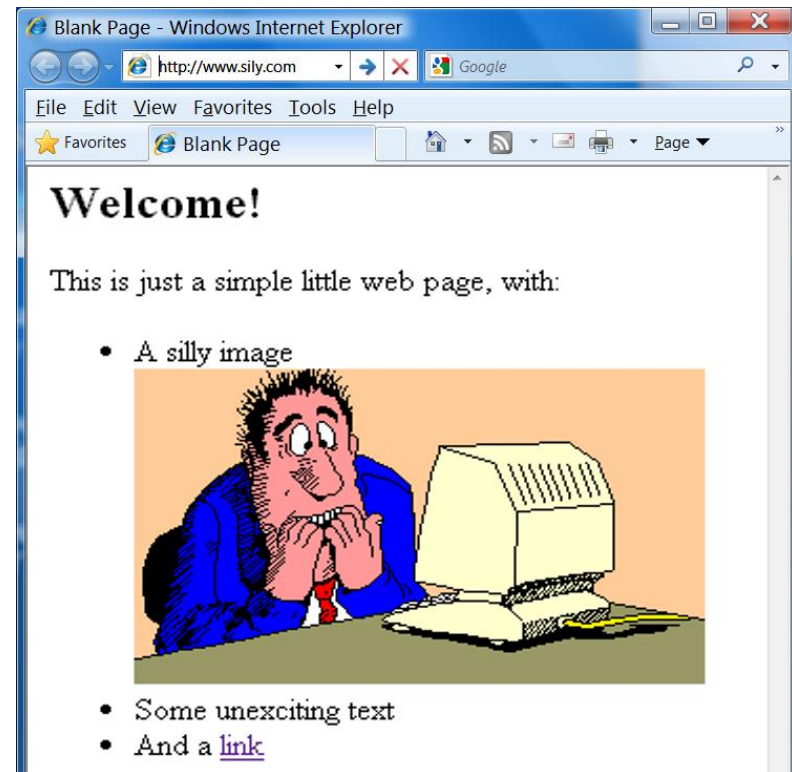 Blank Page - Windows Internet Explorer
http://www.sily.com Google
File Edit View Favorites Tools Help
Favorites Blank Page Page
Welcome!
This is just a simple little web page, with:
• A silly image
• Some unexciting text
• And a link